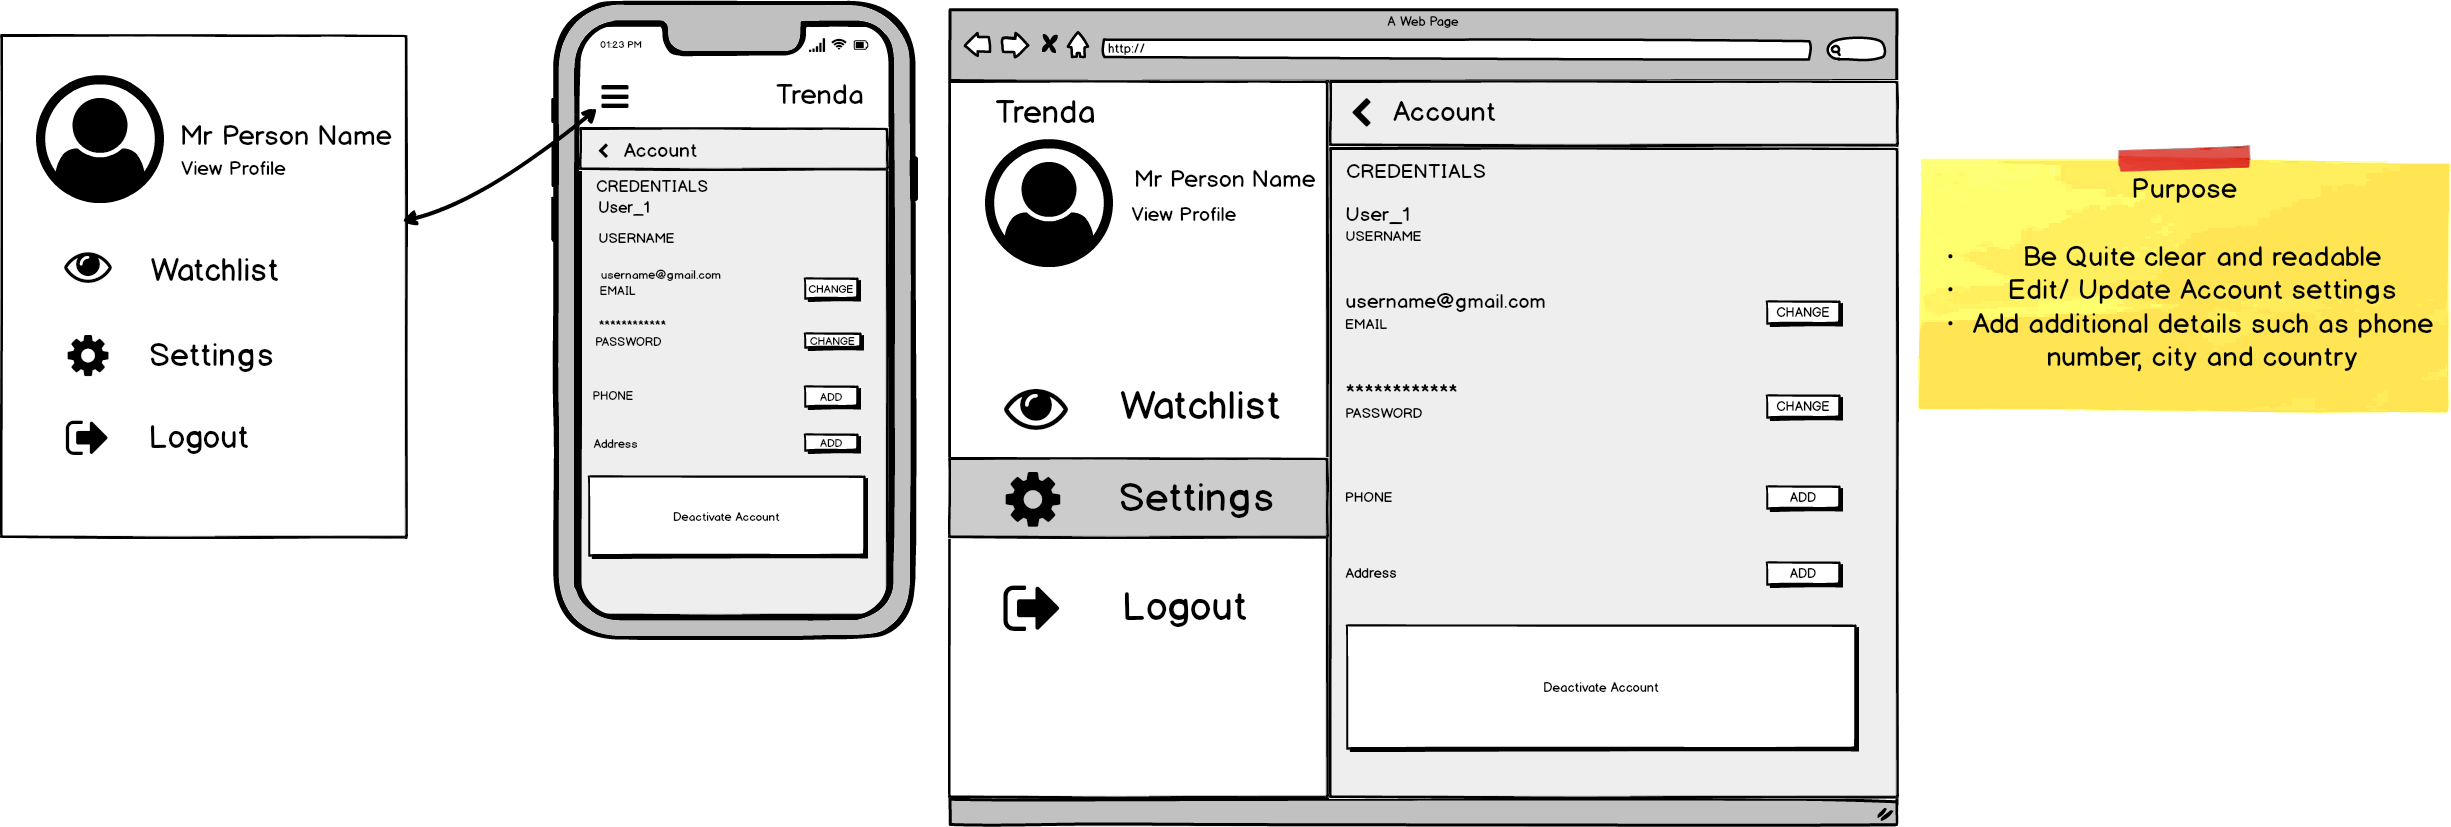 Mr Person Name
View Profile
Watchlist
Settings
Logout
01:23 PM
Trenda
Account
CREDENTIALS
User_1
USERNAME
username@gmail.com
EMAIL
CHANGE
************
PASSWORD
CHANGE
PHONE
ADD
Address
ADD
Deactivate Account
A Web Page
http://
Trenda
Mr Person Name
View Profile
Watchlist
Settings
Logout
Account
CREDENTIALS
User_1
USERNAME
username@gmail.com
EMAIL
CHANGE
************
PASSWORD
CHANGE
PHONE
ADD
Address
ADD
Deactivate Account
Purpose
• Be Quite clear and readable
• Edit/ Update Account settings
• Add additional details such as phone
number, city and country